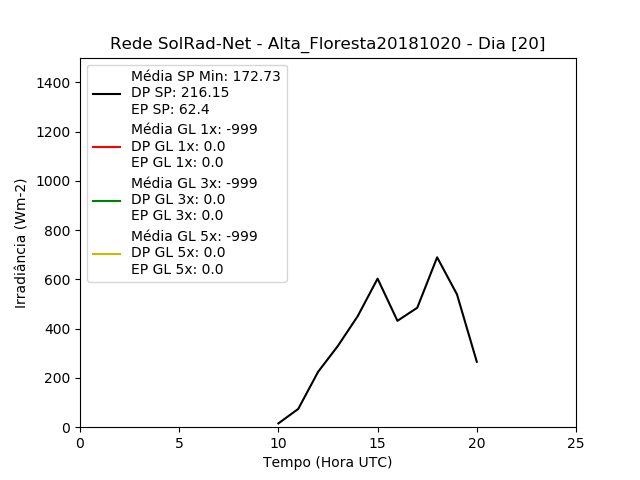 Rede SolRad-Net - Alta_Floresta20181020 - Dia [20]
Média SP Min: 172.73
DP SP: 216.15
EP SP: 62.4
Média GL 1x: -999
DP GL 1x: 0.0
EP GL 1x: 0.0
Média GL 3x: -999
DP GL 3x: 0.0
EP GL 3x: 0.0
Média GL 5x: -999
DP GL 5x: 0.0
EP GL 5x: 0.0
Irradiância (Wm-2)
1400
1200
1000
800
600
400
200
0
0 5 10 15 20 25
Tempo (Hora UTC)